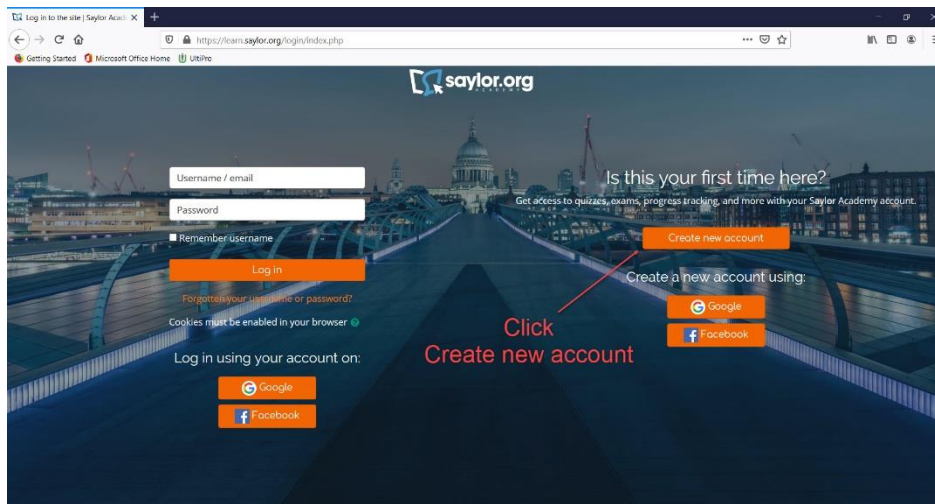 Log in to the site | Saylor Acad
https://learn.saylor.org/login/index.php
Getting Started Microsoft Office Home UltiPro
saylor.org
ACADEMY
Username / email
Password
Remember username
Log in
Forgotten your username or password?
Cookies must be enabled in your browser
Log in using your account on:
Google
Facebook
Is this your first time here?
Get access to quizzes, exams, progress tracking, and more with your Saylor Academy account.
Create new account
Create a new account using:
Google
Facebook
Click
Create new account